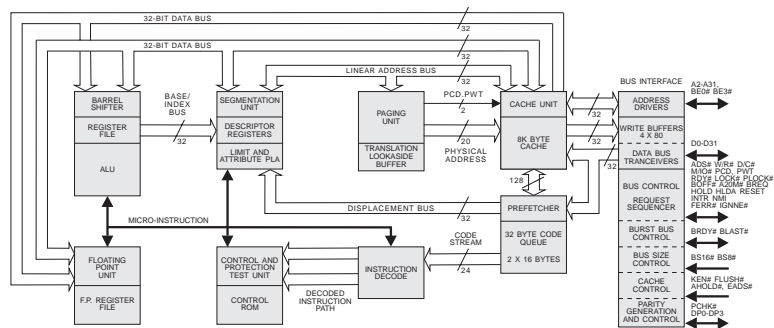 32-BIT DATA BUS
32
32-BIT DATA BUS
32
LINEAR ADDRESS BUS
32
BUS INTERFACE
BARREL
SHIFTER
REGISTER
FILE
ALU
BASE/
INDEX
BUS
32
SEGMENTATION
UNIT
DESCRIPTOR
REGISTERS
LIMIT AND
ATTRIBUTE PLA
PAGING
UNIT
TRANSLATION
LOOKASIDE
BUFFER
PCD.PWT
2
20
PHYSICAL
ADDRESS
CACHE UNIT
8K BYTE
CACHE
32
32
32
128
ADDRESS
DRIVERS
WRITE BUFFERS
4 X 80
DATA BUS
TRANCEIVERS
BUS CONTROL
REQUEST
SEQUENCER
BURST BUS
CONTROL
BUS SIZE
CONTROL
CACHE
CONTROL
PARITY
GENERATION
AND CONTROL
A2-A31,
BE0# BE3#
D0-D31
ADS# W/R# D/C#
M/IO# PCD, PWT
RDY# LOCK# PLOCK#
BOFF# A20M# BREQ
HOLD HLDA RESET
INTR NMI
FERR# IGNNE#
BRDY# BLAST#
BS16# BS8#
KEN# FLUSH#
AHOLD#, EADS#
PCHK#
DP0-DP3
DISPLACEMENT BUS
32
PREFETCHER
32 BYTE CODE
QUEUE
2 X 16 BYTES
MICRO-INSTRUCTION
CODE
STREAM
24
FLOATING
POINT
UNIT
F.P. REGISTER
FILE
CONTROL AND
PROTECTION
TEST UNIT
CONTROL
ROM
DECODED
INSTRUCTION
PATH
INSTRUCTION
DECODE